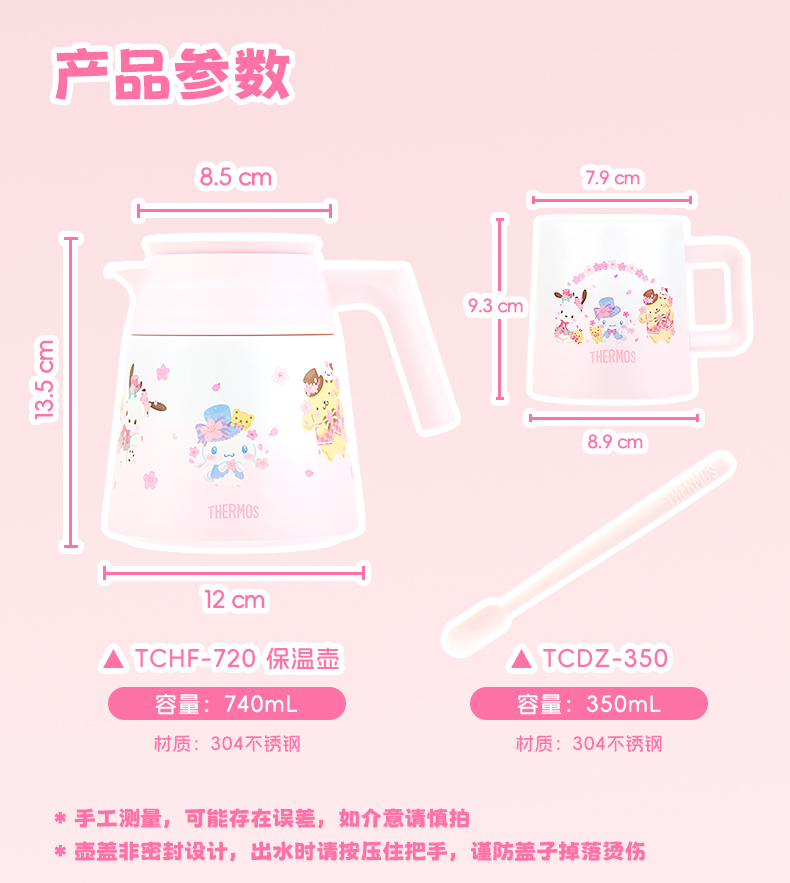 产品参数
8.5 cm
7.9 cm
9.3 cm
13.5 cm
THERMOS
8.9 cm
THERMOS
THERMOS
12 cm
▲ TCHF-720 保温壶
▲ TCDZ-350
容量：740mL
容量：350mL
材质：304不锈钢
材质：304不锈钢
* 手工测量，可能存在误差，如介意请慎拍
* 壶盖非密封设计，出水时请按压住把手，谨防盖子掉落烫伤